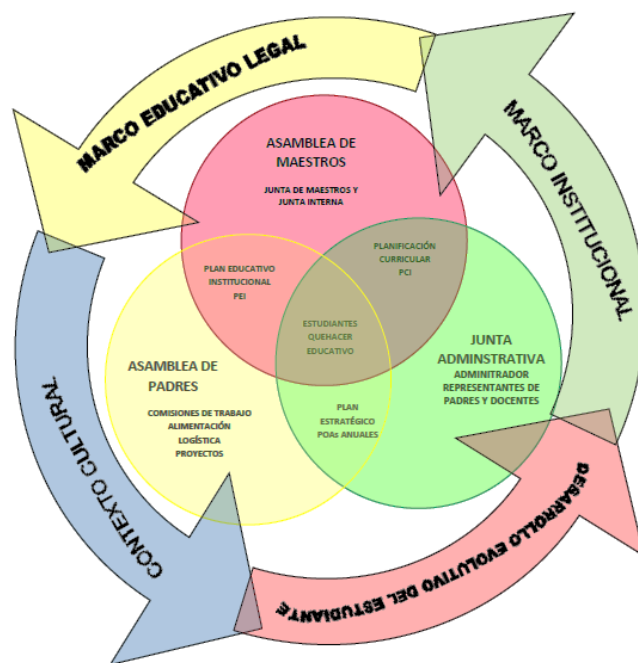 MARCO EDUCATIVO LEGAL
MARCO INSTITUCIONAL
ASAMBLEA DE
MAESTROS
JUNTA DE MAESTROS Y
JUNTA INTERNA
PLANIFICACIÓN
CURRICULAR
PCI
PLAN EDUCATIVO
INSTITUCIONAL
PEI
ESTUDIANTES
QUEHACER
EDUCATIVO
JUNTA
ADMINSTRATIVA
ADMINITRADOR
REPRESENTANTES DE
PADRES Y DOCENTES
ASAMBLEA DE
PADRES
COMISIONES DE TRABAJO
ALIMENTACIÓN
LOGÍSTICA
PROYECTOS
PLAN
ESTRATÉGICO
POAs ANUALES
CONTEXTO CULTURAL
DESARROLLO EVOLUTIVO DEL ESTUDIANTE